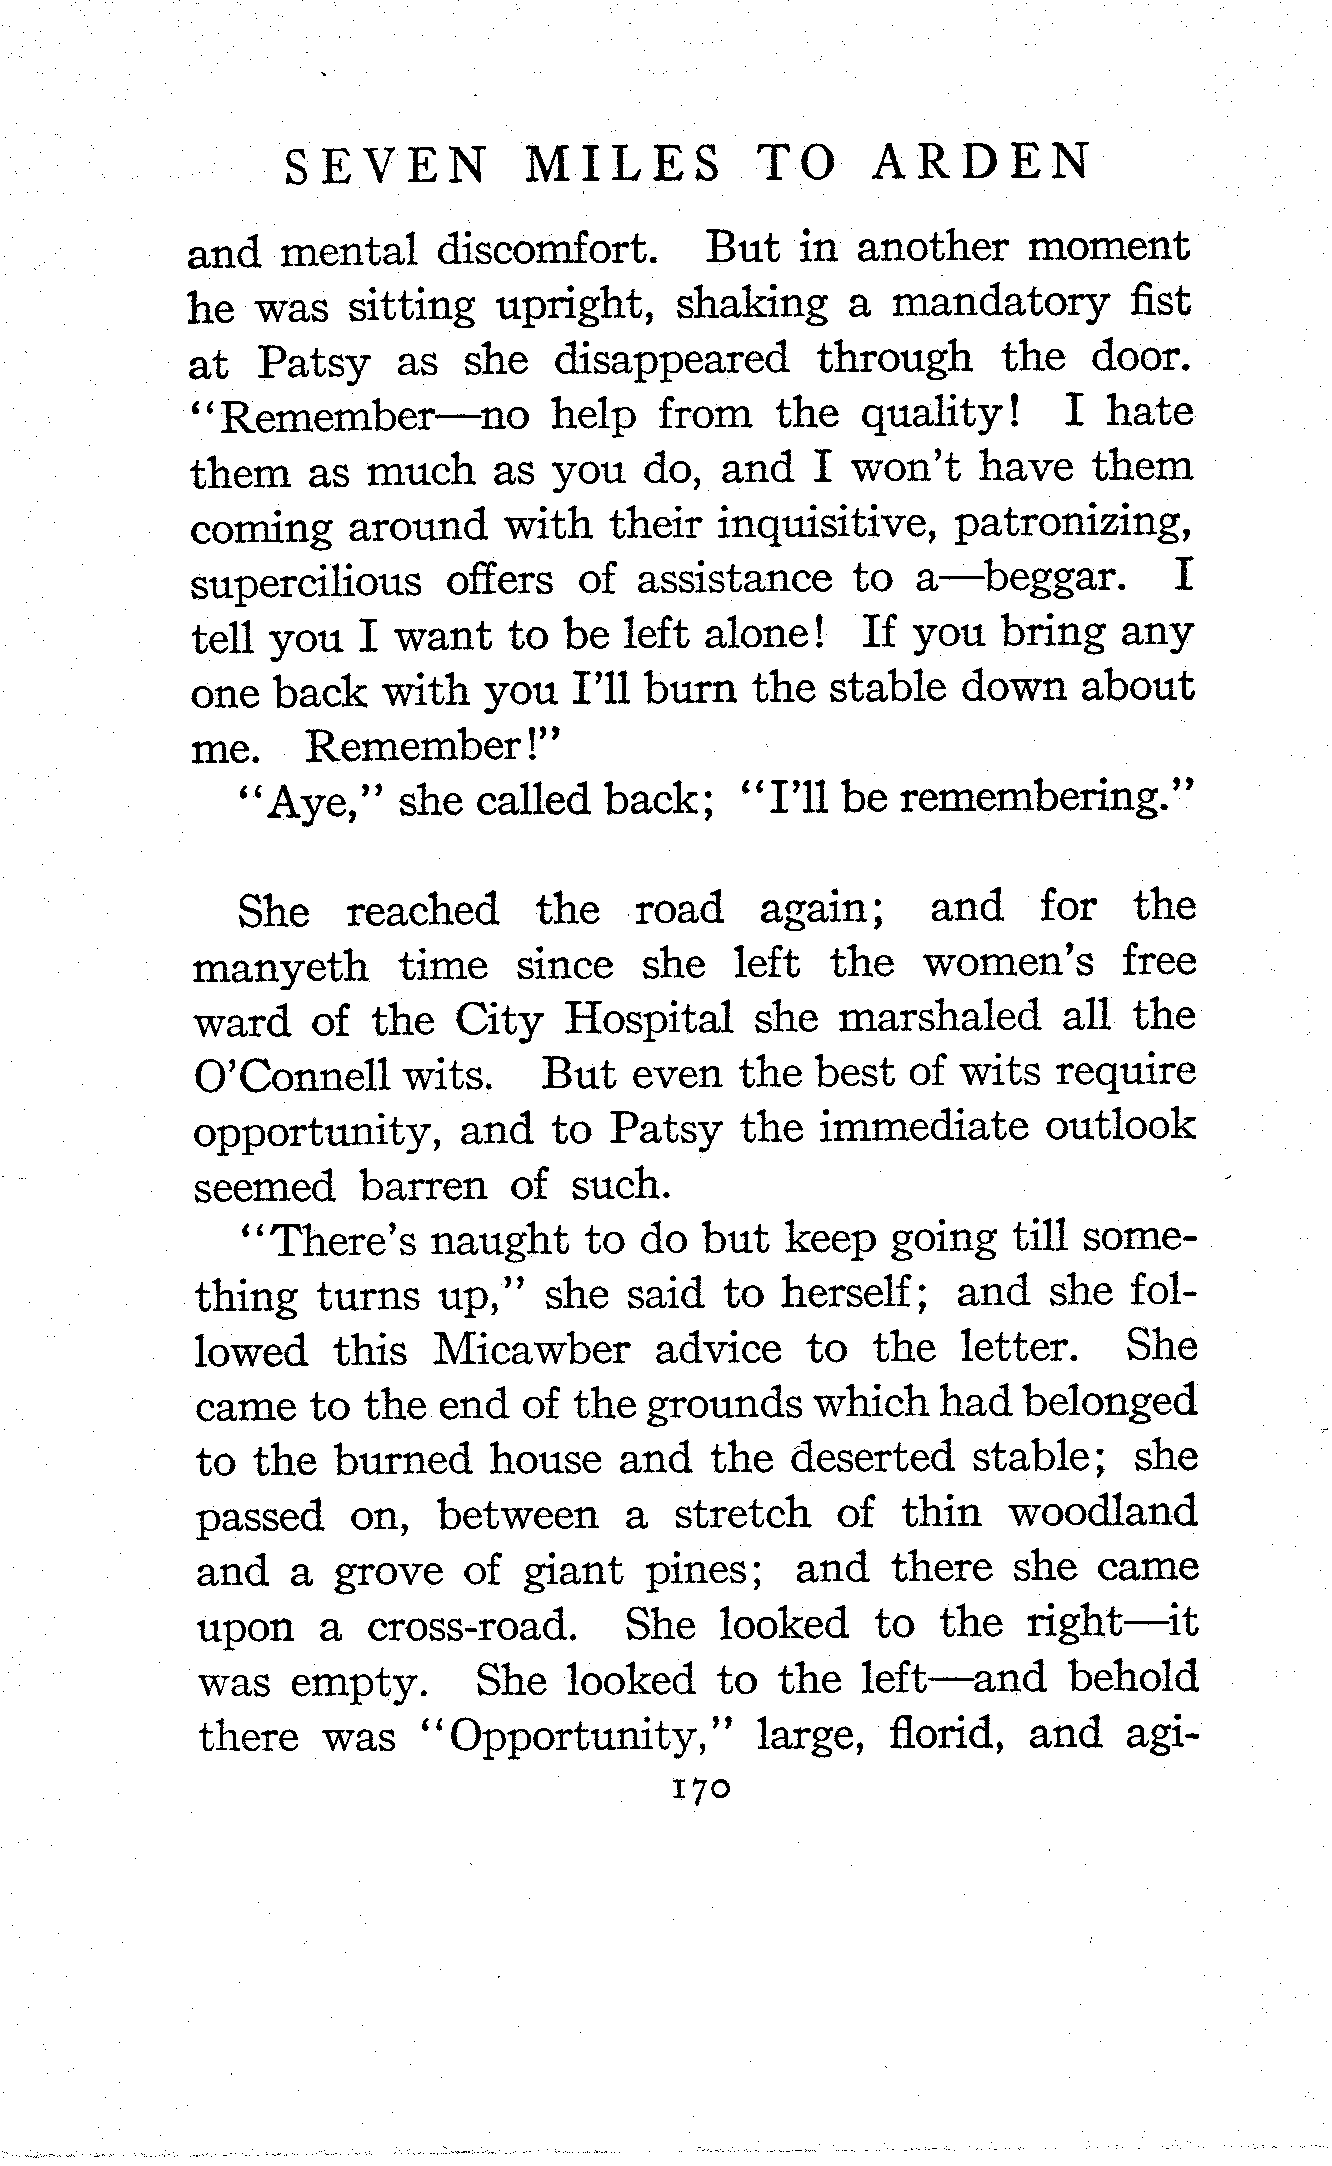 SEVEN MILES TO ARDEN
and mental discomfort. But in another moment
he was sitting upright, shaking a mandatory fist
at Patsy as she disappeared through the door.
“Remember—no help from the quality! I hate
them as much as you do, and I won’t have them
coming around with their inquisitive, patronizing,
supercilious offers of assistance to a—beggar. I
tell you I want to be left alone! If you bring any
one back with you I’ll burn the stable down about
me. Remember!”
“Aye,” she called back; “I’ll be remembering.”
She reached the road again; and for the
manyeth time since she left the women’s free
ward of the City Hospital she marshaled all the
O’Connell wits. But even the best of wits require
opportunity, and to Patsy the immediate outlook
seemed barren of such.
“There’s naught to do but keep going till some-
thing turns up,” she said to herself; and she fol-
lowed this Micawber advice to the letter. She
came to the end of the grounds which had belonged
to the burned house and the deserted stable; she
passed on, between a stretch of thin woodland
and a grove of giant pines; and there she came
upon a cross-road. She looked to the right—it
was empty. She looked to the left—and behold
there was “Opportunity,” large, florid, and agi-
170